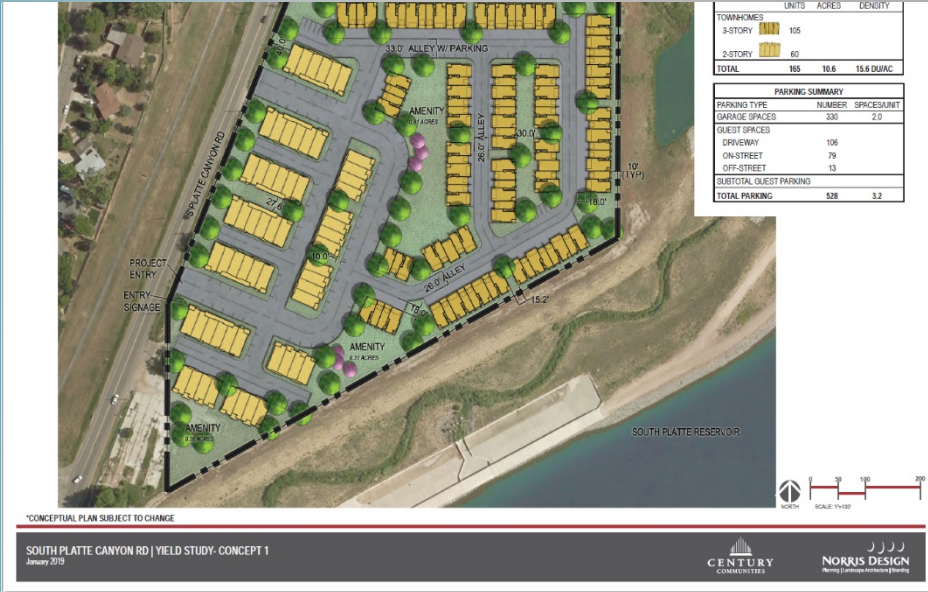 UNITS ACRES DENSITY
TOWNHOMES
3-STORY 105
2-STORY 60
TOTAL 165 10.6 15.6 DU/AC
PARKING SUMMARY
PARKING TYPE NUMBER SPACES/UNIT
GARAGE SPACES 330 2.0
GUEST SPACES
DRIVEWAY 106
ON-STREET 79
OFF-STREET 13
SUBTOTAL GUEST PARKING
TOTAL PARKING 528 3.2
33.0' ALLEY W/ PARKING
AMENITY
ACRES
26.0' ALLEY
30.0'
10'
(TYP)
18.0'
S PLATTE CANYON RD
27.6'
10.0'
PROJECT
ENTRY
ENTRY
SIGNAGE
26.0' ALLEY
15.2'
18.0'
AMENITY
0.31 ACRES
AMENITY
ACRES
SOUTH PLATTE RESERVOIR
NORTH
0 50 100 200
SCALE: 1"=100'
*CONCEPTUAL PLAN SUBJECT TO CHANGE
SOUTH PLATTE CANYON RD | YIELD STUDY- CONCEPT 1
January 2019
CENTURY
COMMUNITIES
NORRIS DESIGN
Planning | Landscape Architecture | Branding